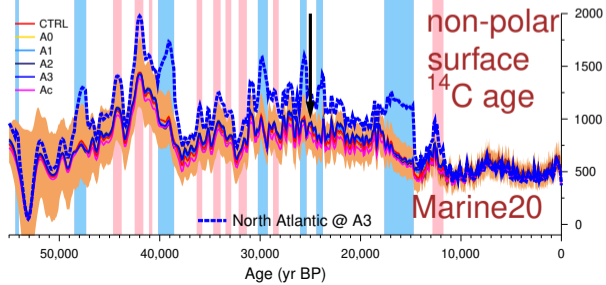 CTRL
A0
A1
A2
A3
Ac
non-polar
surface
¹⁴C age
Marine20
North Atlantic @ A3
2000
1500
1000
500
0
50,000 40,000 30,000 20,000 10,000 0
Age (yr BP)